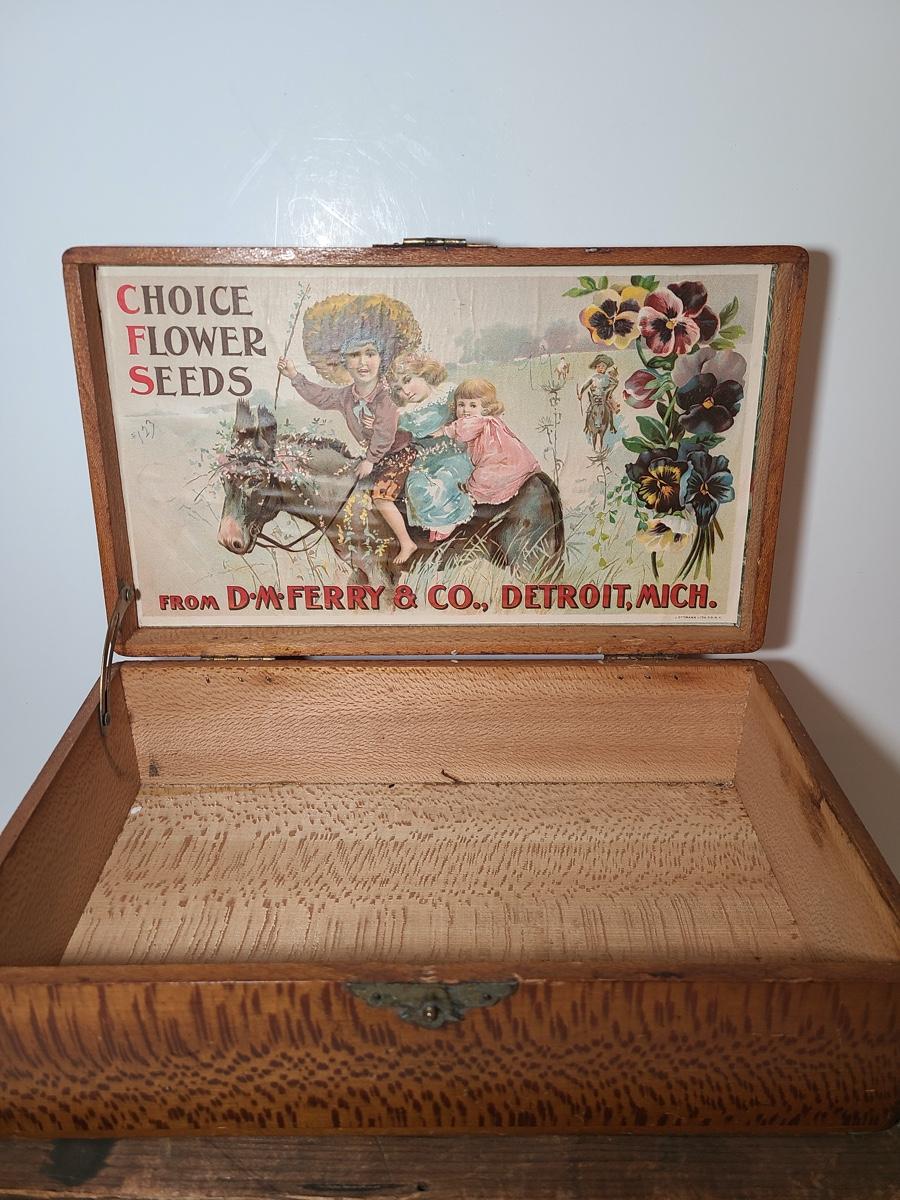 CHOICE
FLOWER
SEEDS
FROM D.M.FERRY & CO., DETROIT, MICH.